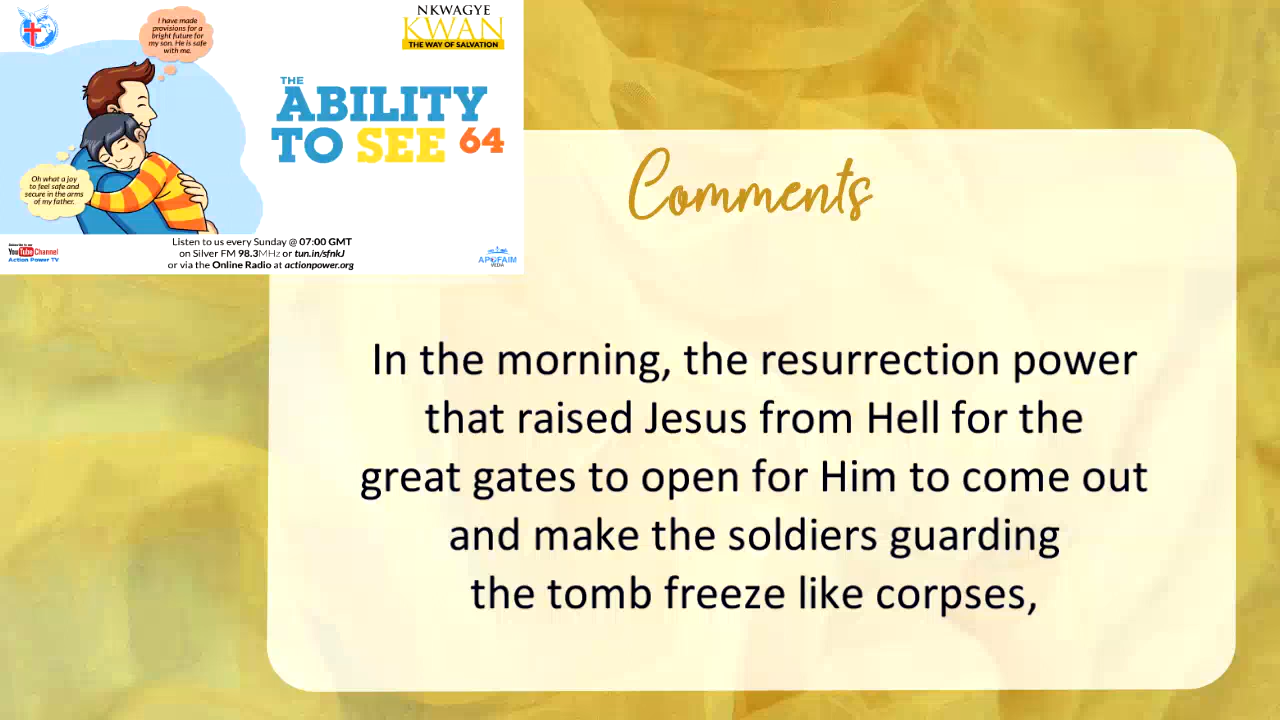 I have made
provisions for a
bright future for
my son. He is safe
with me.
NKWAGYE
KWAN
THE WAY OF SALVATION
THE
ABILITY
TO SEE 64
Oh what a joy
to feel safe and
secure in the arms
of my father.
YouTube Channel
Action Power TV
Listen to us every Sunday @ 07:00 GMT
on Silver FM 98.3MHz or tun.in/sfnkJ
or via the Online Radio at actionpower.org
MEDIA
Comments
In the morning, the resurrection power
that raised Jesus from Hell for the
great gates to open for Him to come out
and make the soldiers guarding
the tomb freeze like corpses,